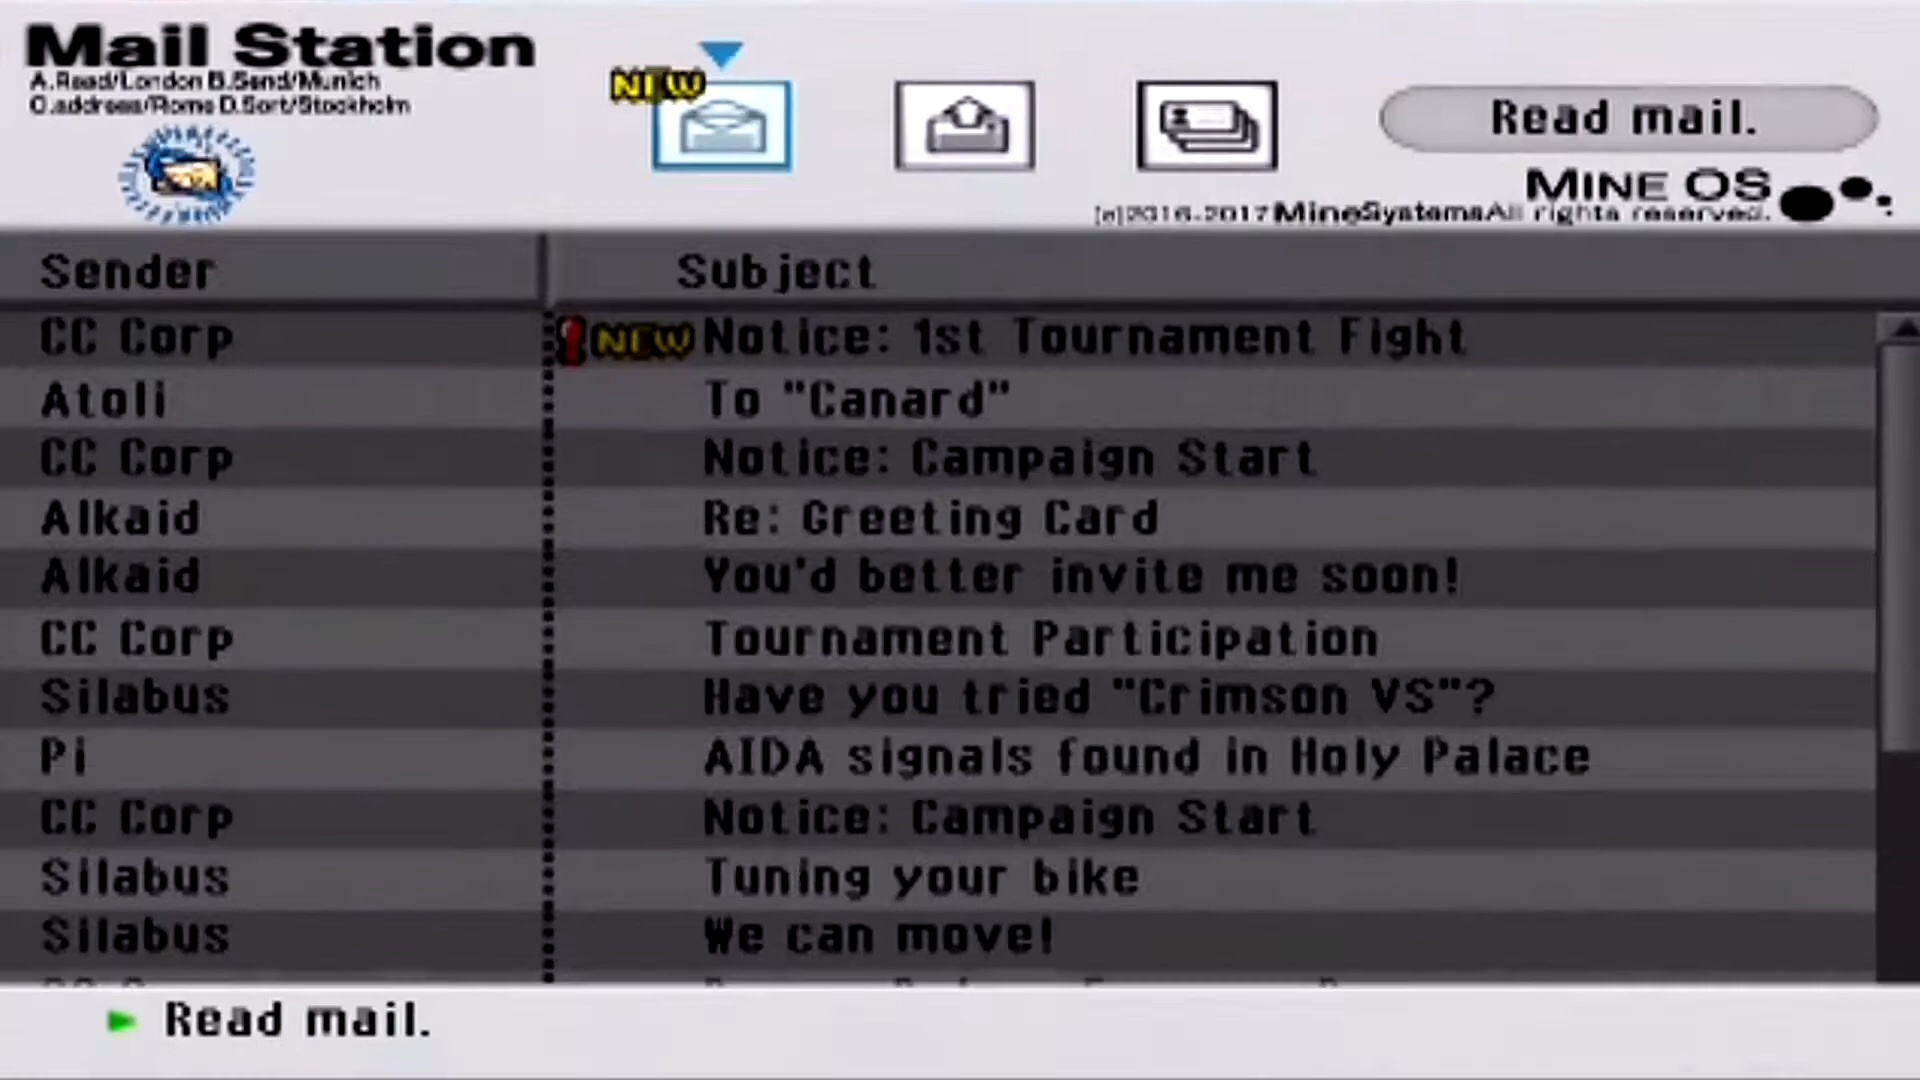 Mail Station
A.Read/London B.Send/Munich
C.address/Rome D.Sort/Stockholm
NEW
Read mail.
MINE OS
(c)2016-2017 MineSystems All rights reserved.
Sender Subject
CC Corp ! NEW Notice: 1st Tournament Fight
Atoli To "Canard"
CC Corp Notice: Campaign Start
Alkaid Re: Greeting Card
Alkaid You'd better invite me soon!
CC Corp Tournament Participation
Silabus Have you tried "Crimson VS"?
Pi AIDA signals found in Holy Palace
CC Corp Notice: Campaign Start
Silabus Tuning your bike
Silabus We can move!
Read mail.